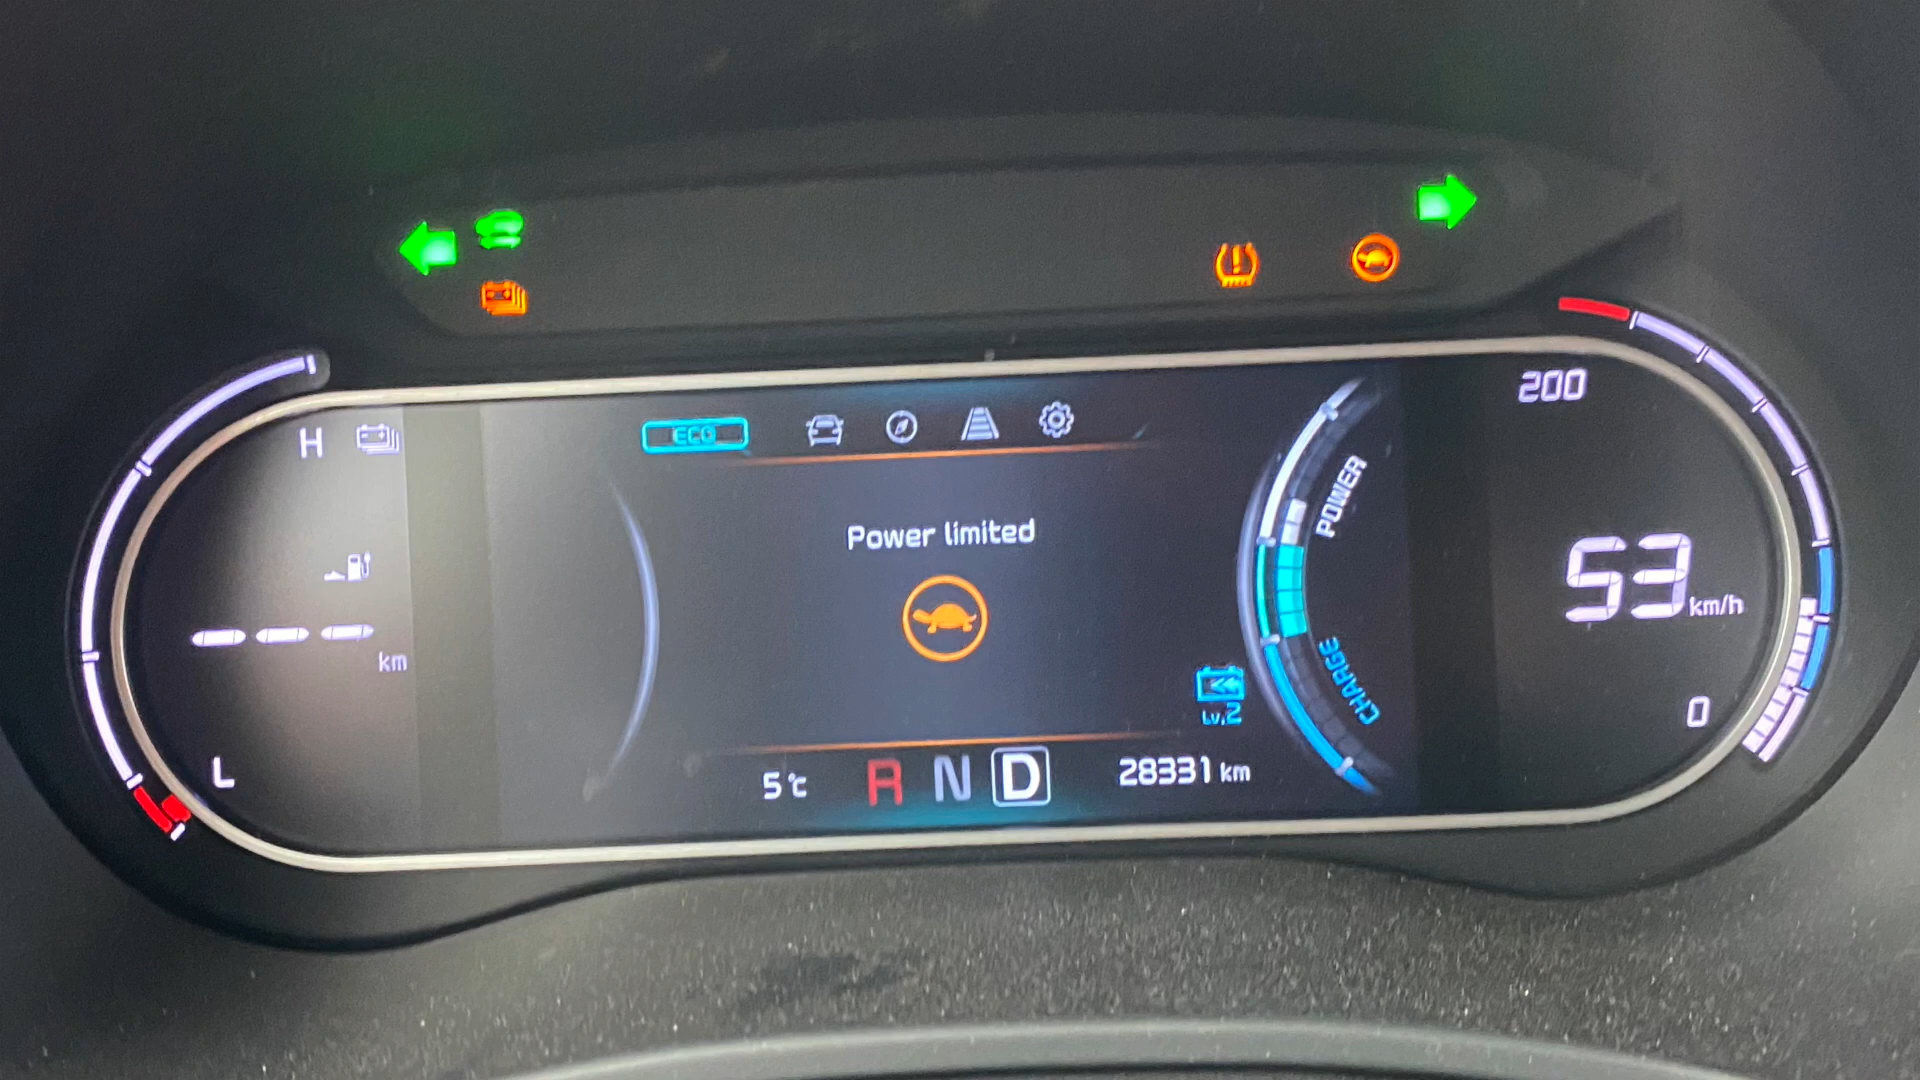 200
H
ECO
POWER
Power limited
53 km/h
--- km
CHARGE
Lv.2
0
L
5°C
R N D
28331 km